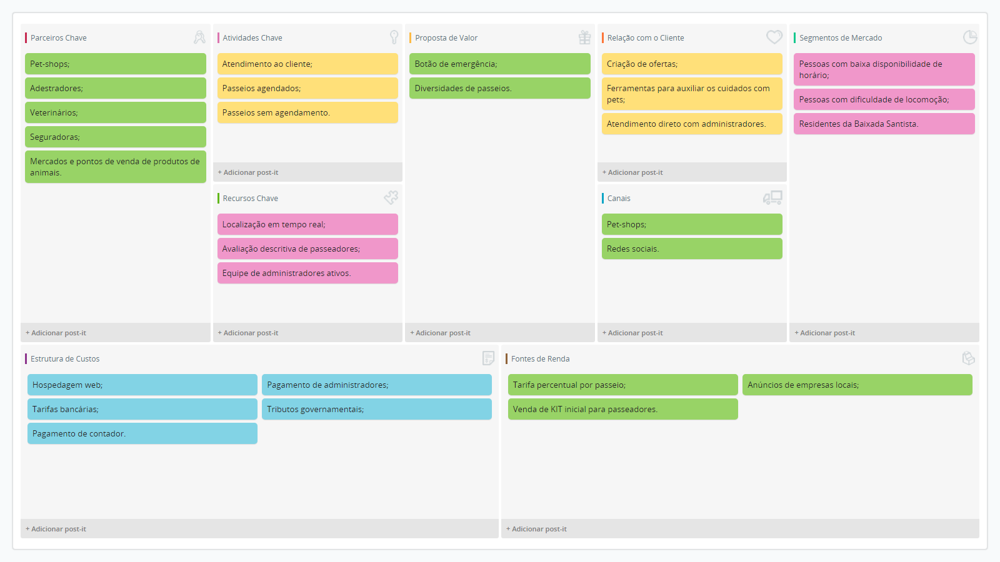 Parceiros Chave
Pet-shops;
Adestradores;
Veterinários;
Seguradoras;
Mercados e pontos de venda de produtos de
animais.
+ Adicionar post-it
Atividades Chave
Atendimento ao cliente;
Passeios agendados;
Passeios sem agendamento.
+ Adicionar post-it
Recursos Chave
Localização em tempo real;
Avaliação descritiva de passeadores;
Equipe de administradores ativos.
+ Adicionar post-it
Proposta de Valor
Botão de emergência;
Diversidades de passeios.
+ Adicionar post-it
Relação com o Cliente
Criação de ofertas;
Ferramentas para auxiliar os cuidados com
pets;
Atendimento direto com administradores.
+ Adicionar post-it
Canais
Pet-shops;
Redes sociais.
+ Adicionar post-it
Segmentos de Mercado
Pessoas com baixa disponibilidade de
horário;
Pessoas com dificuldade de locomoção;
Residentes da Baixada Santista.
+ Adicionar post-it
Estrutura de Custos
Hospedagem web;
Pagamento de administradores;
Tarifas bancárias;
Tributos governamentais;
Pagamento de contador.
+ Adicionar post-it
Fontes de Renda
Tarifa percentual por passeio;
Anúncios de empresas locais;
Venda de KIT inicial para passeadores.
+ Adicionar post-it